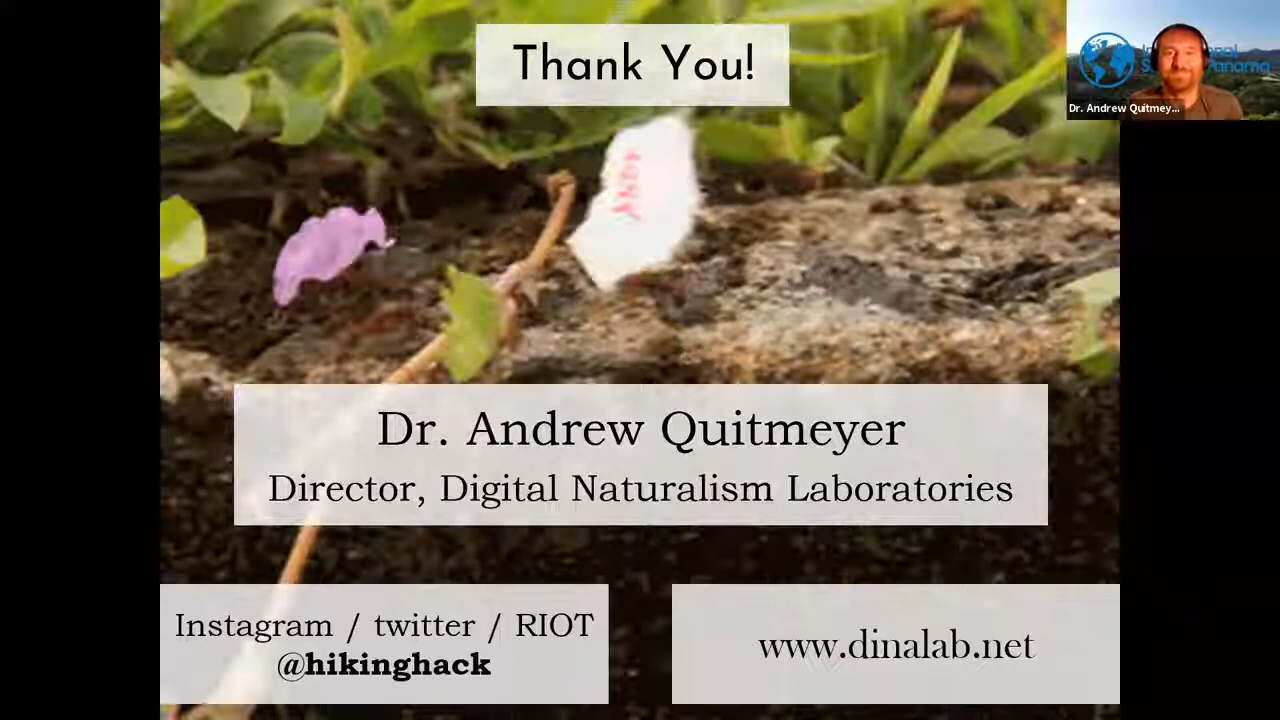 Thank You!
Dr. Andrew Quitmey...
Dr. Andrew Quitmeyer
Director, Digital Naturalism Laboratories
Instagram / twitter / RIOT
@hikinghack
www.dinalab.net